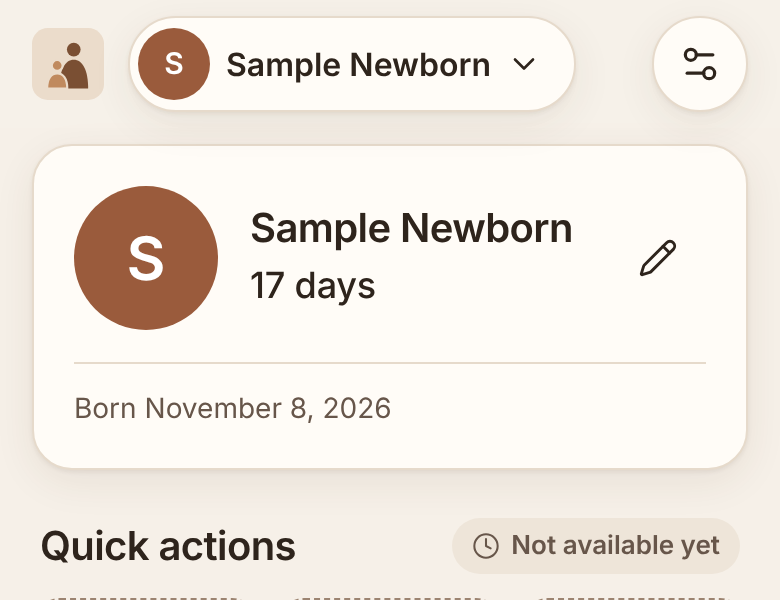 S
Sample Newborn
S
Sample Newborn
17 days
Born November 8, 2026
Quick actions
Not available yet